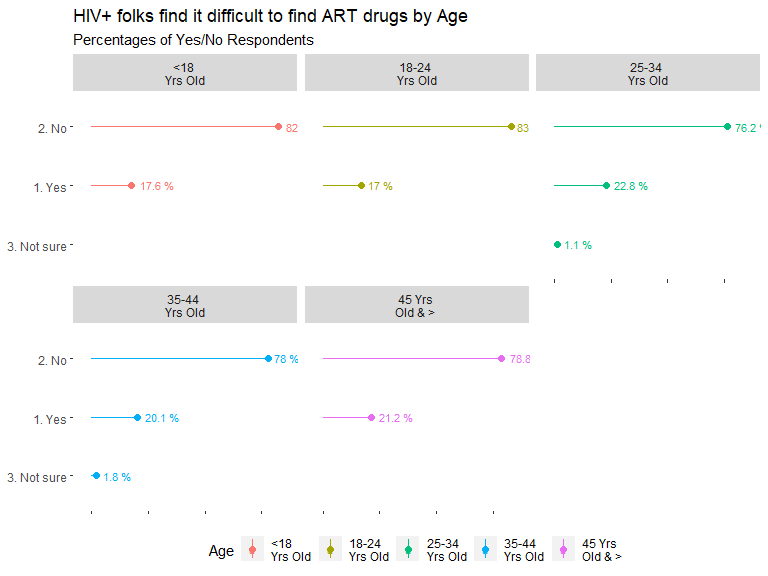 HIV+ folks find it difficult to find ART drugs by Age
Percentages of Yes/No Respondents
<18
Yrs Old
18-24
Yrs Old
25-34
Yrs Old
2. No
82
83
76.2
1. Yes
17.6 %
17 %
22.8 %
3. Not sure
1.1 %
35-44
Yrs Old
45 Yrs
Old & >
2. No
78 %
78.8
1. Yes
20.1 %
21.2 %
3. Not sure
1.8 %
Age
<18
Yrs Old
18-24
Yrs Old
25-34
Yrs Old
35-44
Yrs Old
45 Yrs
Old & >